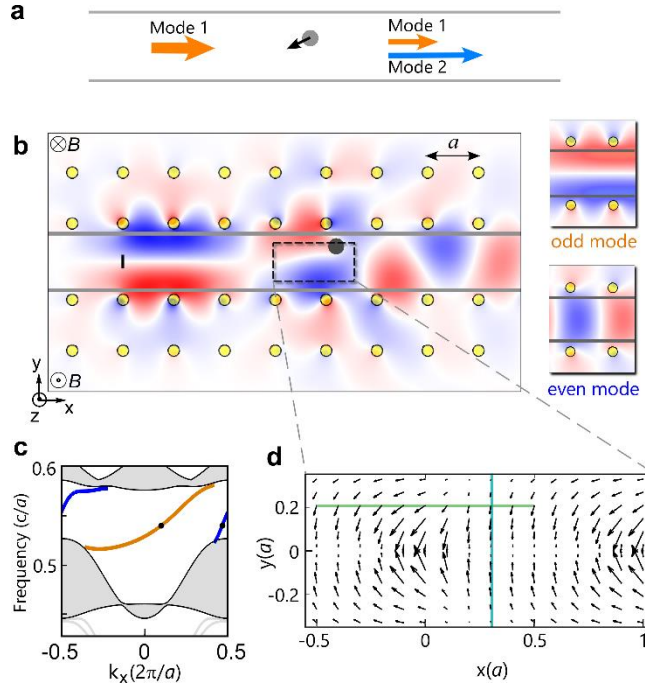 a
Mode 1
Mode 1
Mode 2
b
B
a
odd mode
even mode
y
z
x
B
c
d
Frequency (c/a)
0.6
0.5
-0.5
0
0.5
kx(2π/a)
y(a)
0.2
0
-0.2
-0.5
0
0.5
1
x(a)